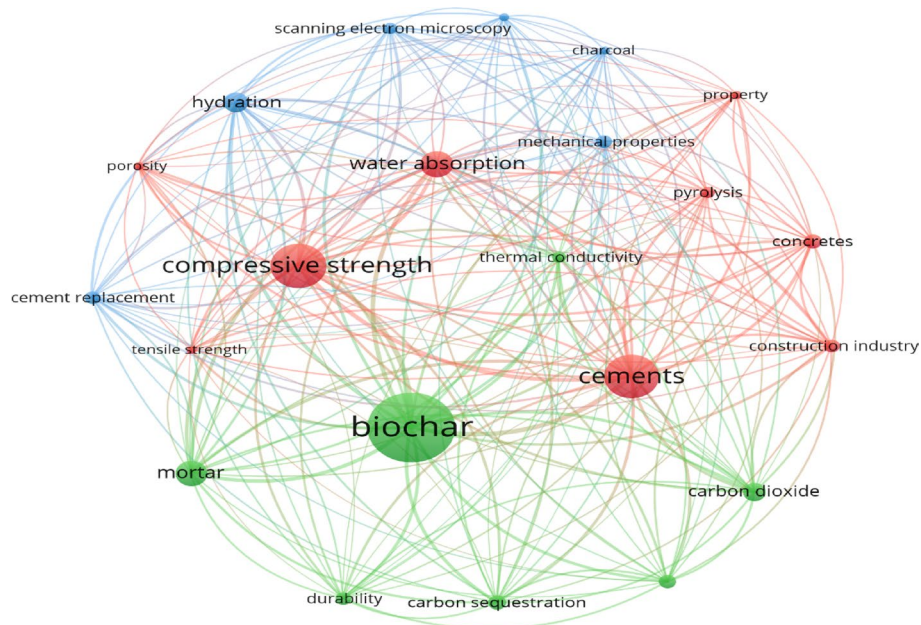 scanning electron microscopy
charcoal
hydration
property
mechanical properties
porosity
water absorption
pyrolysis
concretes
thermal conductivity
compressive strength
cement replacement
tensile strength
construction industry
cements
biochar
mortar
carbon dioxide
durability
carbon sequestration